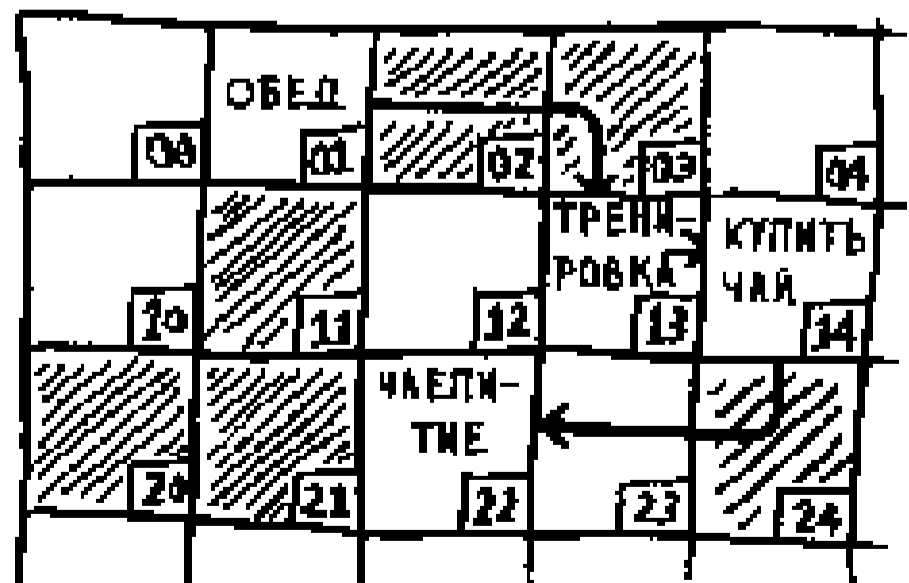 ОБЕД
00 01 02 03 04
ТРЕНИ-
РОВКА
КУПИТЬ
ЧАЙ
10 11 12 13 14
ЧАЕПИ-
ТИЕ
20 21 22 23 24